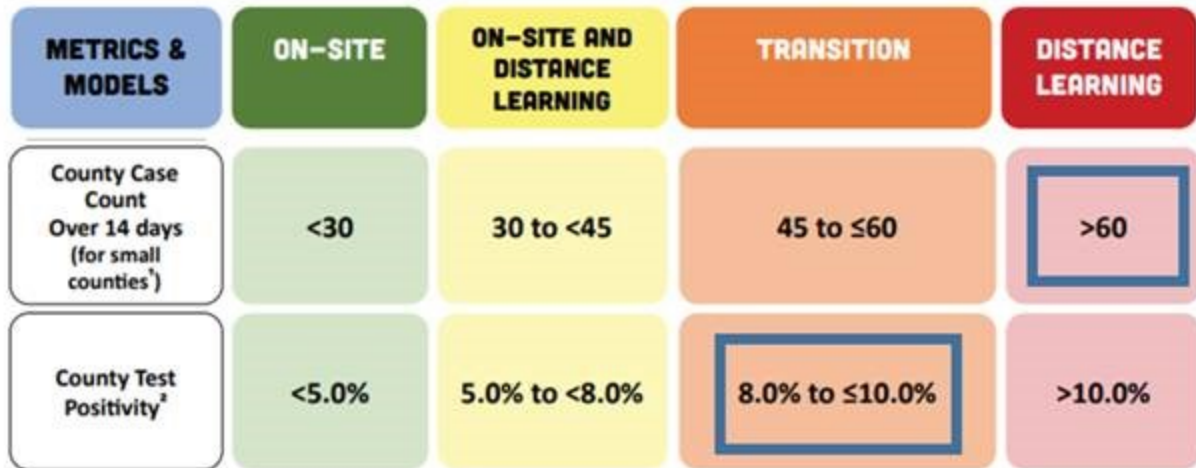 METRICS &
MODELS
ON-SITE
ON-SITE AND
DISTANCE
LEARNING
TRANSITION
DISTANCE
LEARNING
County Case
Count
Over 14 days
(for small
counties¹)
<30
30 to <45
45 to ≤60
>60
County Test
Positivity²
<5.0%
5.0% to <8.0%
8.0% to ≤10.0%
>10.0%